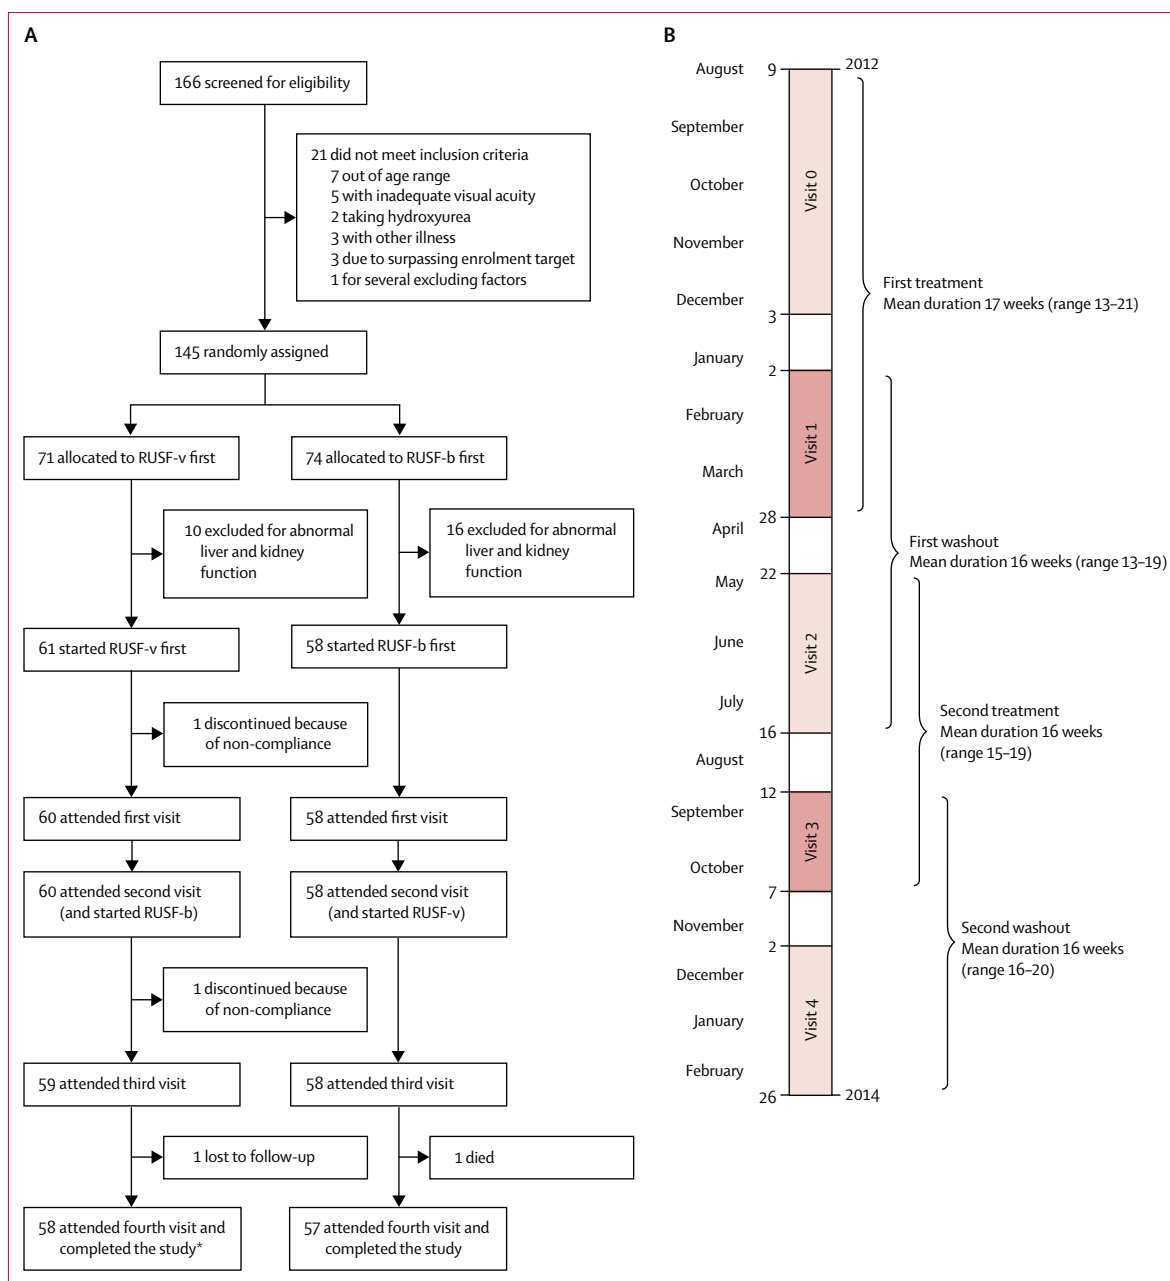 A
166 screened for eligibility
21 did not meet inclusion criteria
7 out of age range
5 with inadequate visual acuity
2 taking hydroxyurea
3 with other illness
3 due to surpassing enrolment target
1 for several excluding factors
145 randomly assigned
71 allocated to RUSF-v first
74 allocated to RUSF-b first
10 excluded for abnormal
liver and kidney
function
16 excluded for abnormal
liver and kidney
function
61 started RUSF-v first
58 started RUSF-b first
1 discontinued because
of non-compliance
60 attended first visit
58 attended first visit
60 attended second visit
(and started RUSF-b)
58 attended second visit
(and started RUSF-v)
1 discontinued because
of non-compliance
59 attended third visit
58 attended third visit
1 lost to follow-up
1 died
58 attended fourth visit and
completed the study*
57 attended fourth visit and
completed the study
B
August 9 2012
September
October
November
December
3
January
2
February
March
28
April
22
May
June
July
16
August
12
September
October
7
November
2
December
January
February
26 2014
Visit 0
Visit 1
Visit 2
Visit 3
Visit 4
First treatment
Mean duration 17 weeks (range 13–21)
First washout
Mean duration 16 weeks (range 13–19)
Second treatment
Mean duration 16 weeks
(range 15–19)
Second washout
Mean duration 16 weeks
(range 16–20)